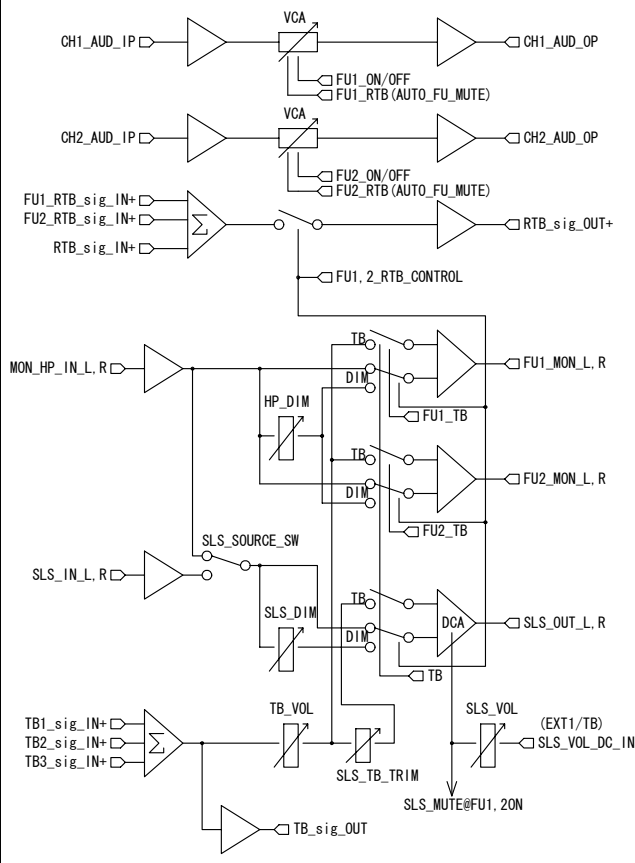 VCA
CH1_AUD_IP
CH1_AUD_OP
FU1_ON/OFF
FU1_RTB(AUTO_FU_MUTE)
VCA
CH2_AUD_IP
CH2_AUD_OP
FU2_ON/OFF
FU2_RTB(AUTO_FU_MUTE)
FU1_RTB_sig_IN+
FU2_RTB_sig_IN+
RTB_sig_IN+
Σ
RTB_sig_OUT+
FU1,2_RTB_CONTROL
TB
MON_HP_IN_L,R
FU1_MON_L,R
DIM
HP_DIM
FU1_TB
TB
FU2_MON_L,R
DIM
FU2_TB
SLS_SOURCE_SW
SLS_IN_L,R
TB
SLS_DIM
DCA
SLS_OUT_L,R
DIM
TB
TB_VOL
SLS_VOL
TB1_sig_IN+
TB2_sig_IN+
TB3_sig_IN+
Σ
(EXT1/TB)
SLS_VOL_DC_IN
SLS_TB_TRIM
SLS_MUTE@FU1,2ON
TB_sig_OUT